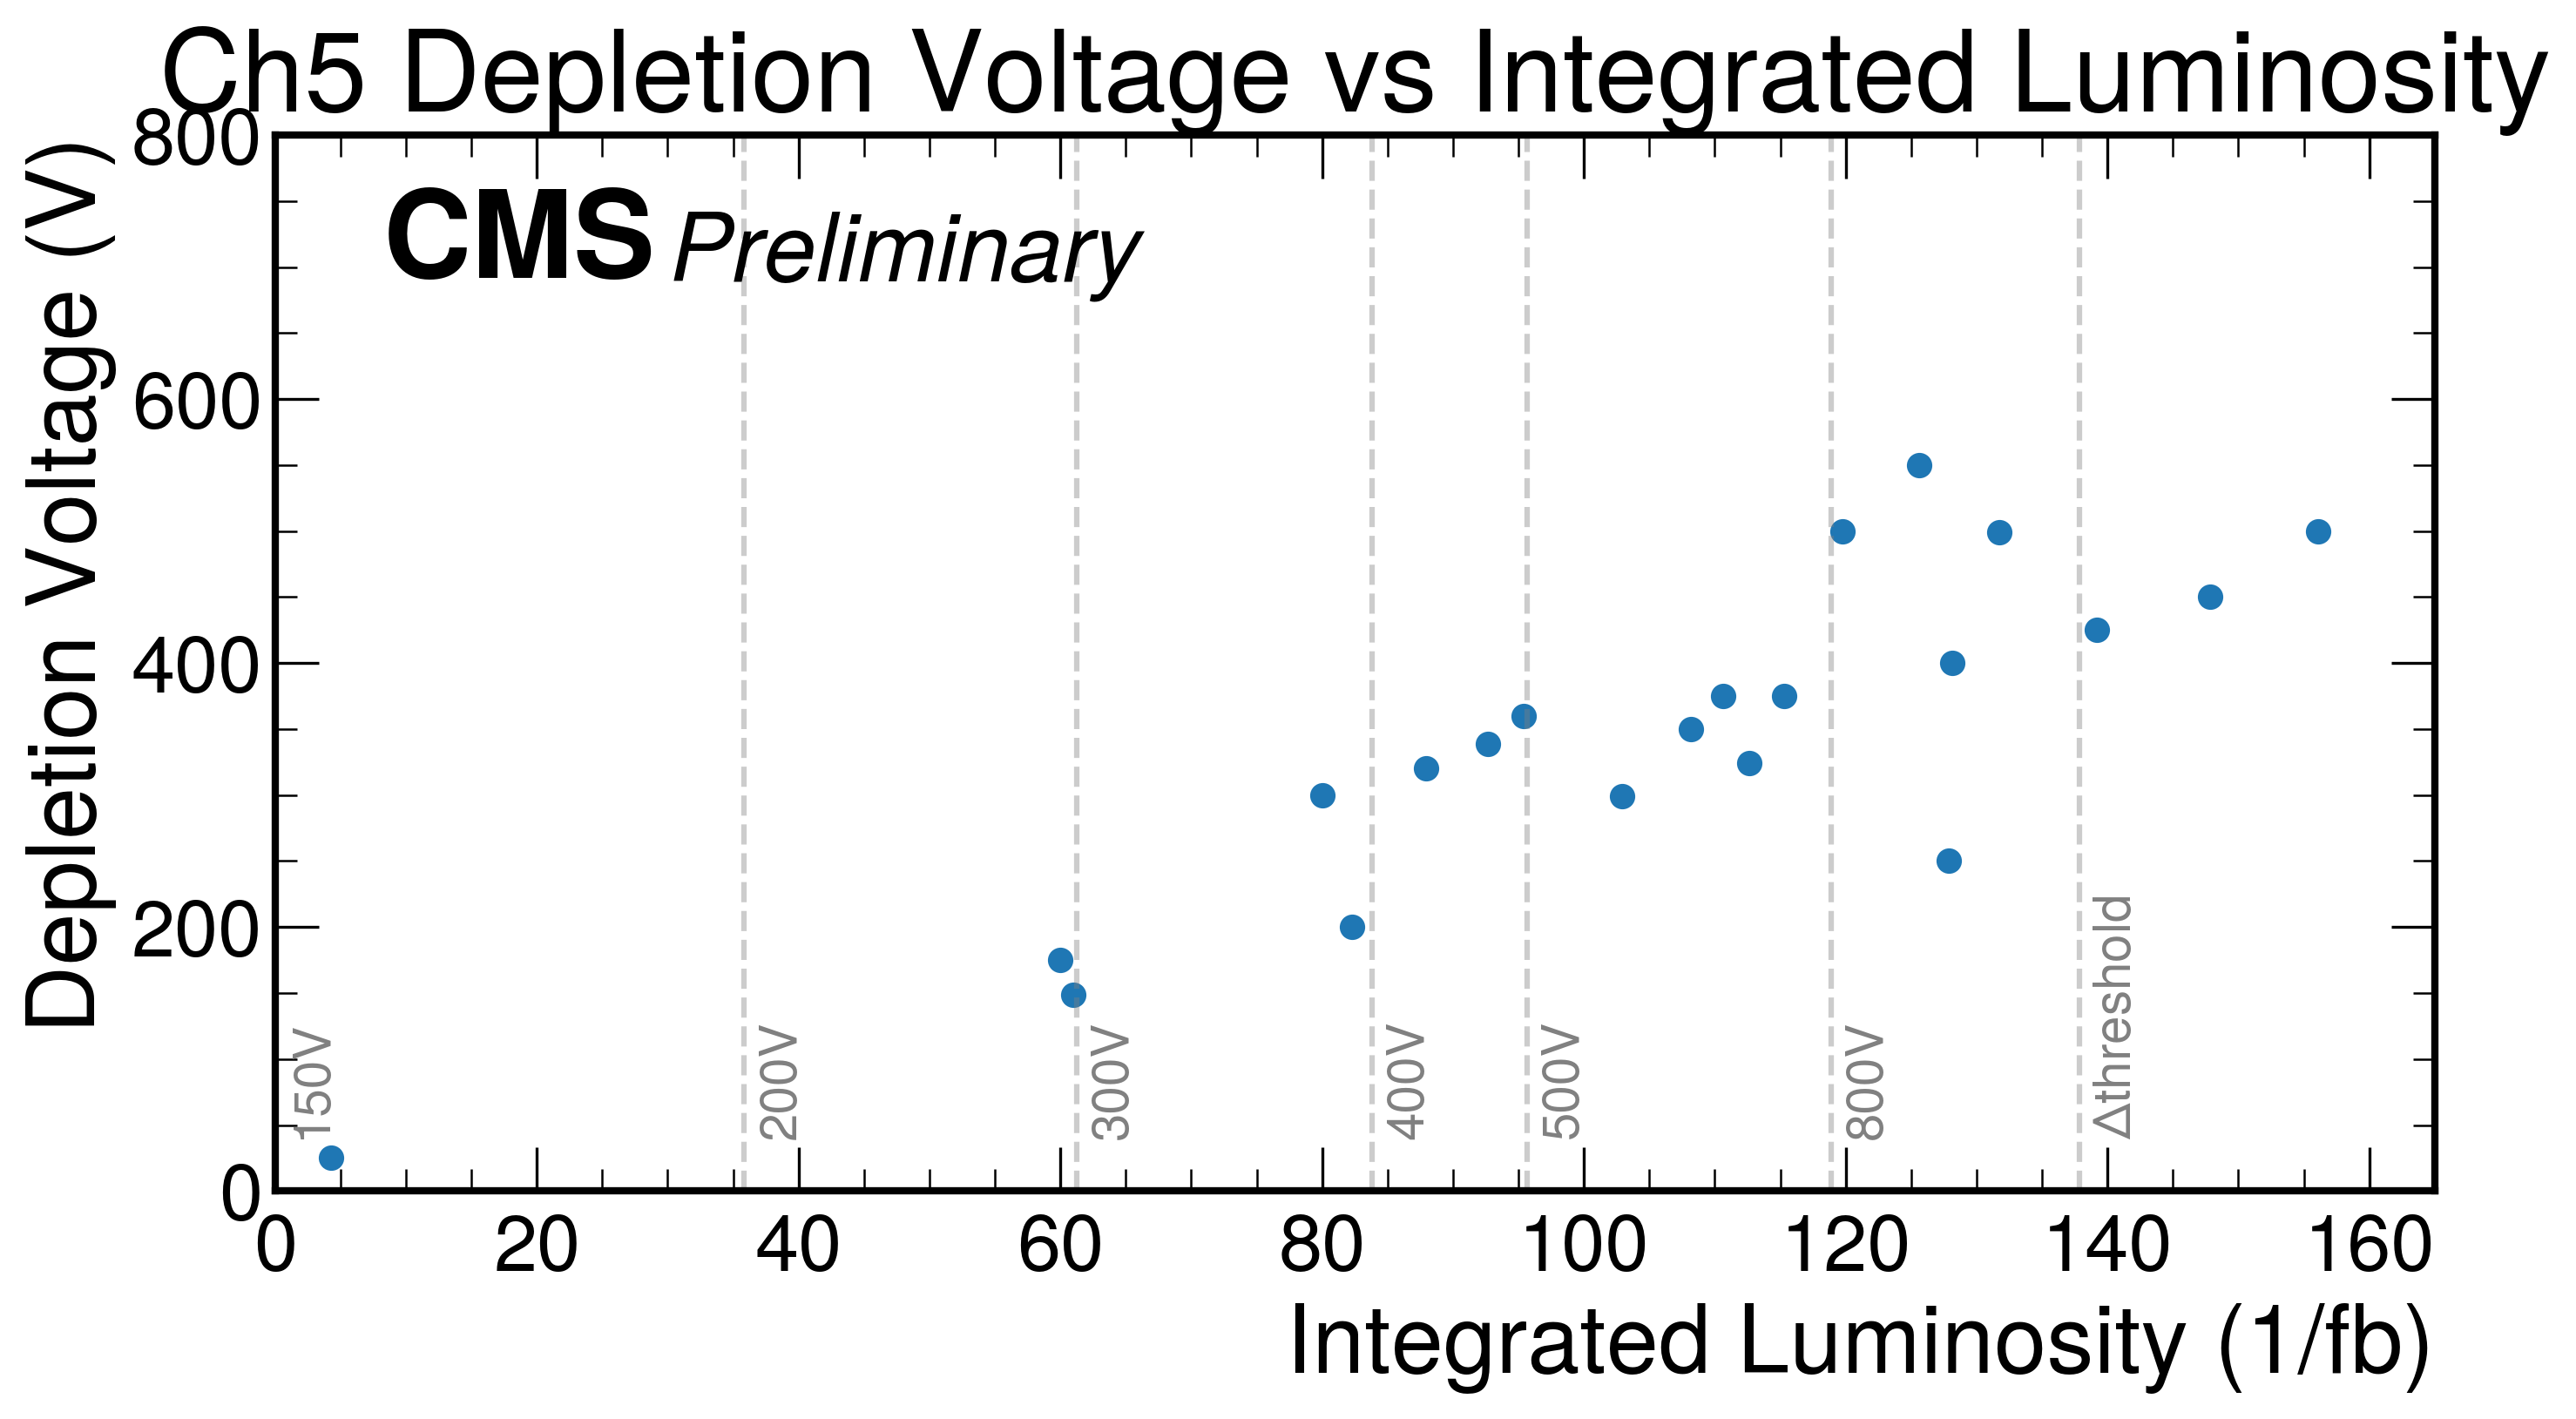 Ch5 Depletion Voltage vs Integrated Luminosity
CMS Preliminary
Depletion Voltage (V)
800
600
400
200
0
150V
200V
300V
400V
500V
800V
Δthreshold
0 20 40 60 80 100 120 140 160
Integrated Luminosity (1/fb)